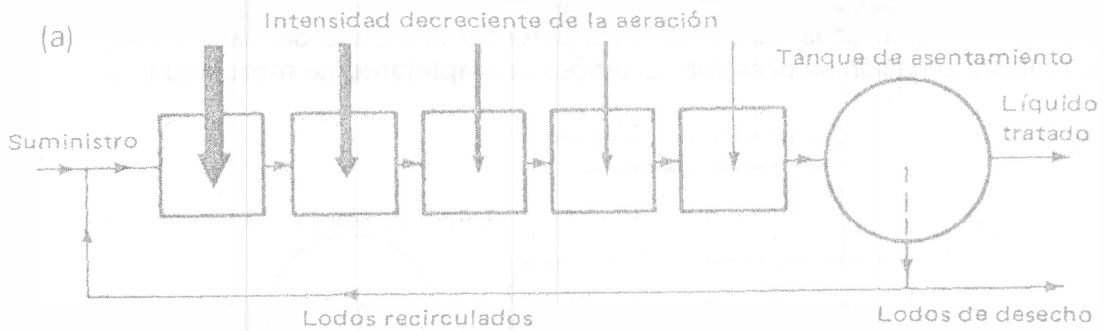 Intensidad decreciente de la aeración
(a)
Tanque de asentamiento
Suministro
Líquido
tratado
Lodos recirculados
Lodos de desecho